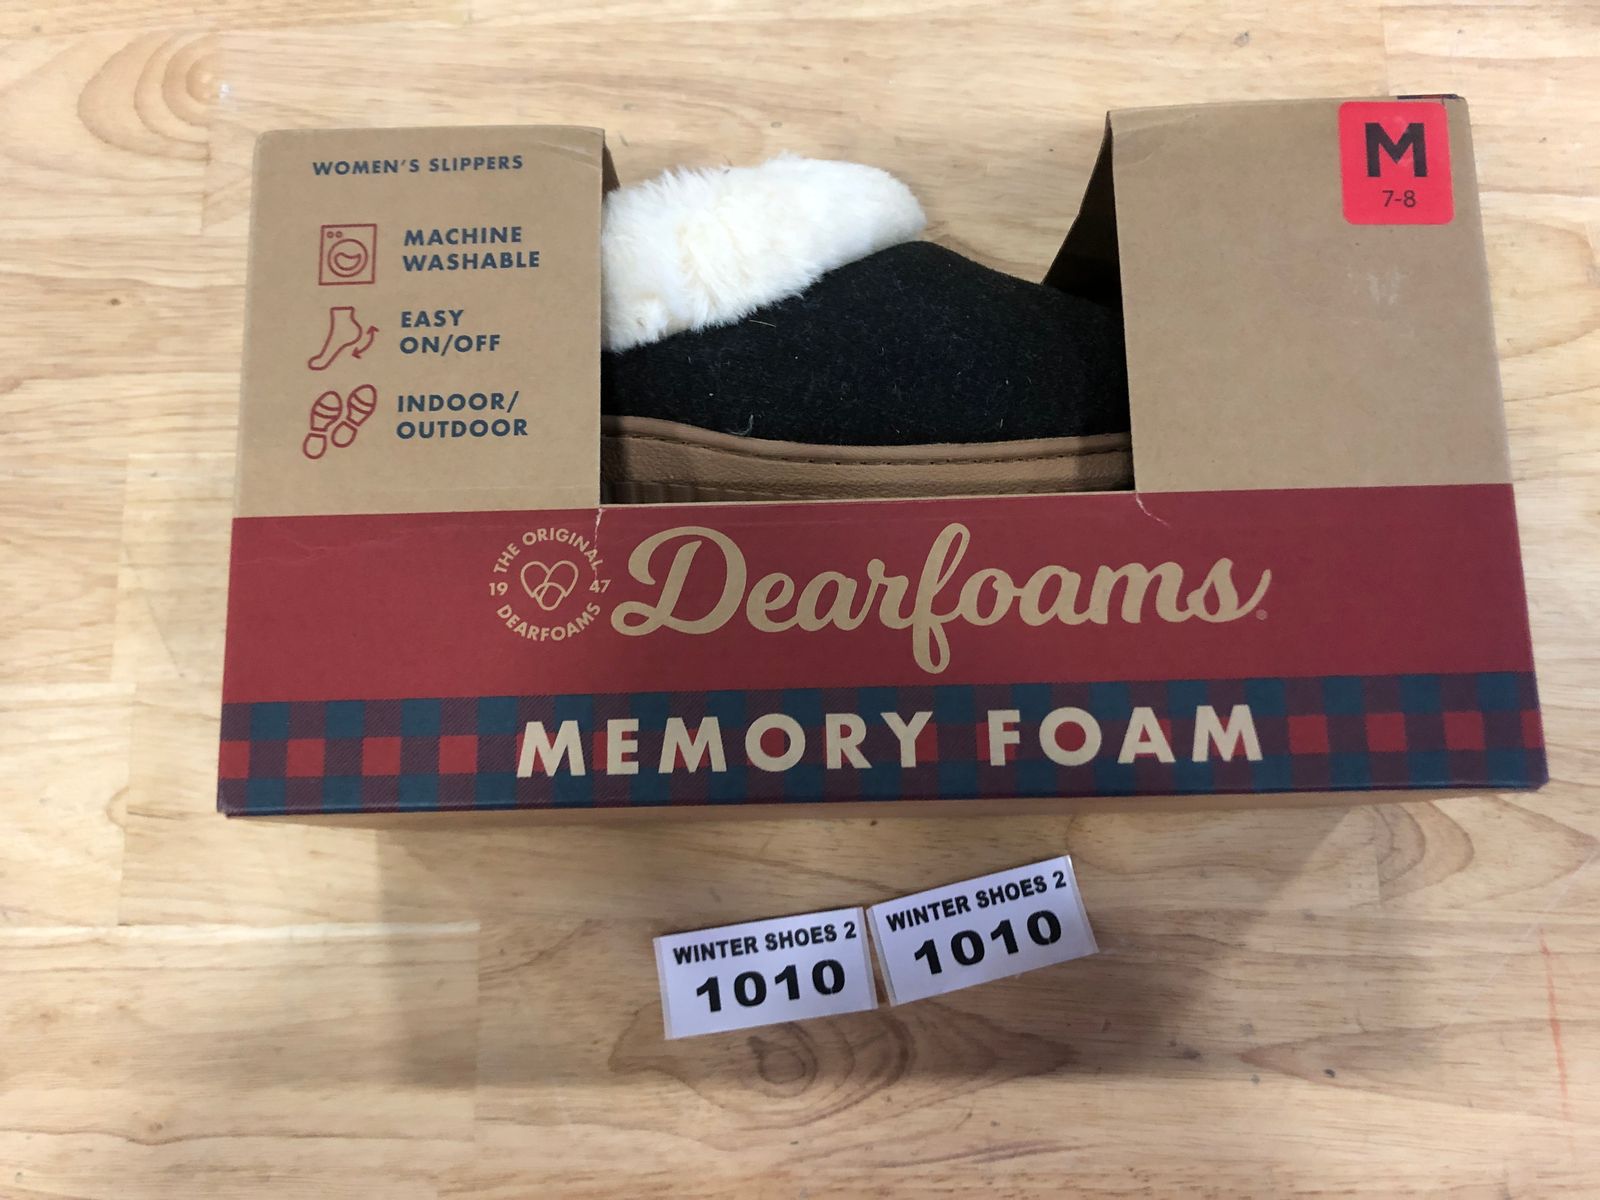 WOMEN'S SLIPPERS
MACHINE
WASHABLE
EASY
ON/OFF
INDOOR/
OUTDOOR
M
7-8
THE ORIGINAL
19 47
DEARFOAMS
Dearfoams®
MEMORY FOAM
WINTER SHOES 2
1010
WINTER SHOES 2
1010